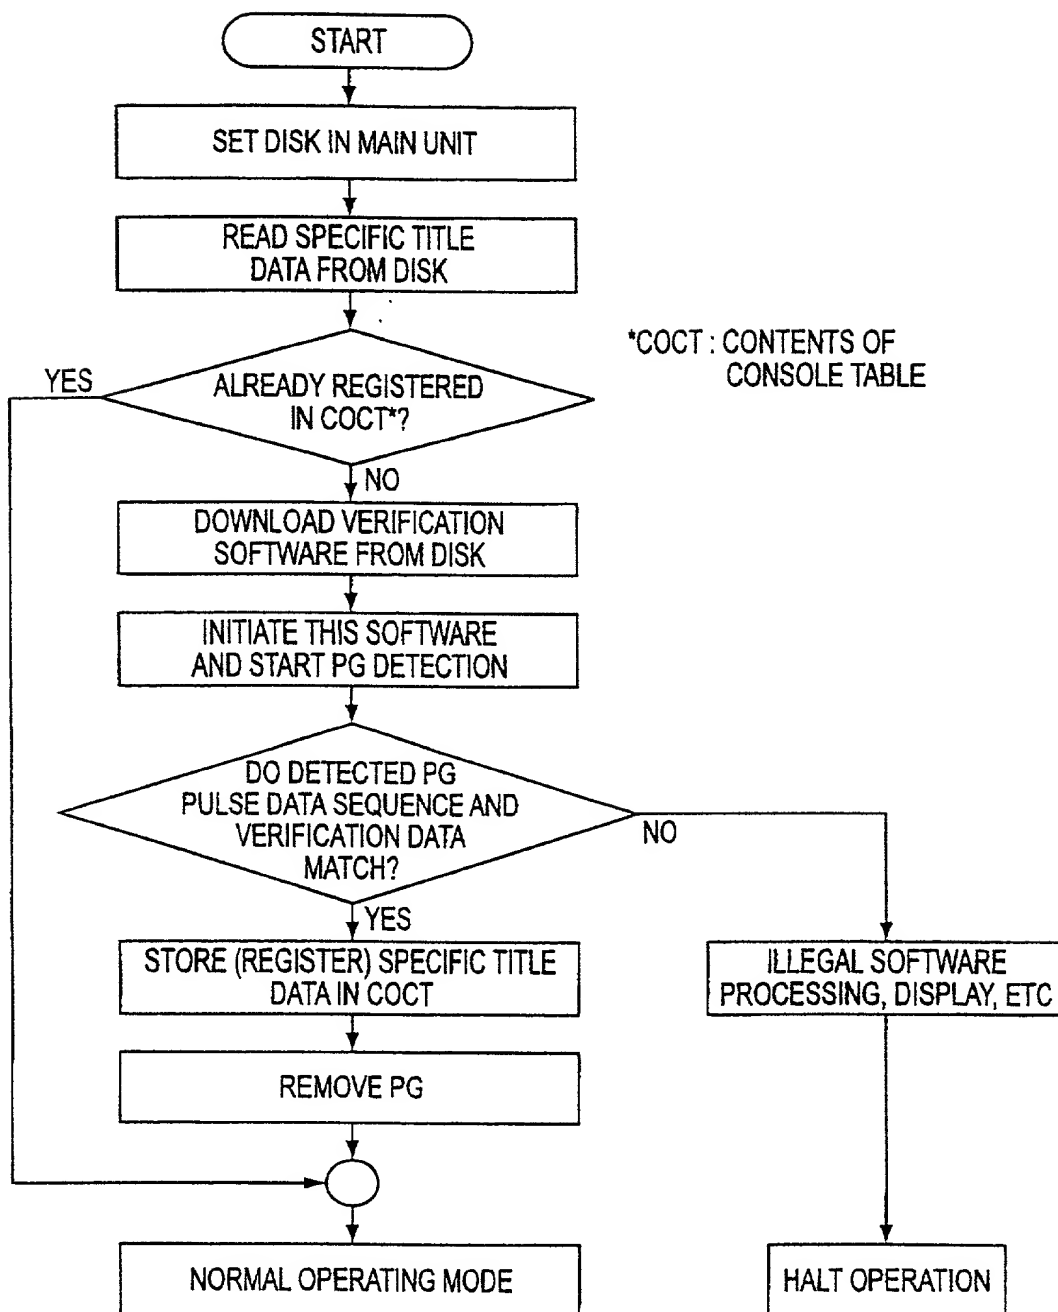 START
SET DISK IN MAIN UNIT
READ SPECIFIC TITLE
DATA FROM DISK
*COCT : CONTENTS OF
CONSOLE TABLE
YES
ALREADY REGISTERED
IN COCT*?
NO
DOWNLOAD VERIFICATION
SOFTWARE FROM DISK
INITIATE THIS SOFTWARE
AND START PG DETECTION
DO DETECTED PG
PULSE DATA SEQUENCE AND
VERIFICATION DATA
MATCH?
NO
YES
STORE (REGISTER) SPECIFIC TITLE
DATA IN COCT
ILLEGAL SOFTWARE
PROCESSING, DISPLAY, ETC
REMOVE PG
NORMAL OPERATING MODE
HALT OPERATION